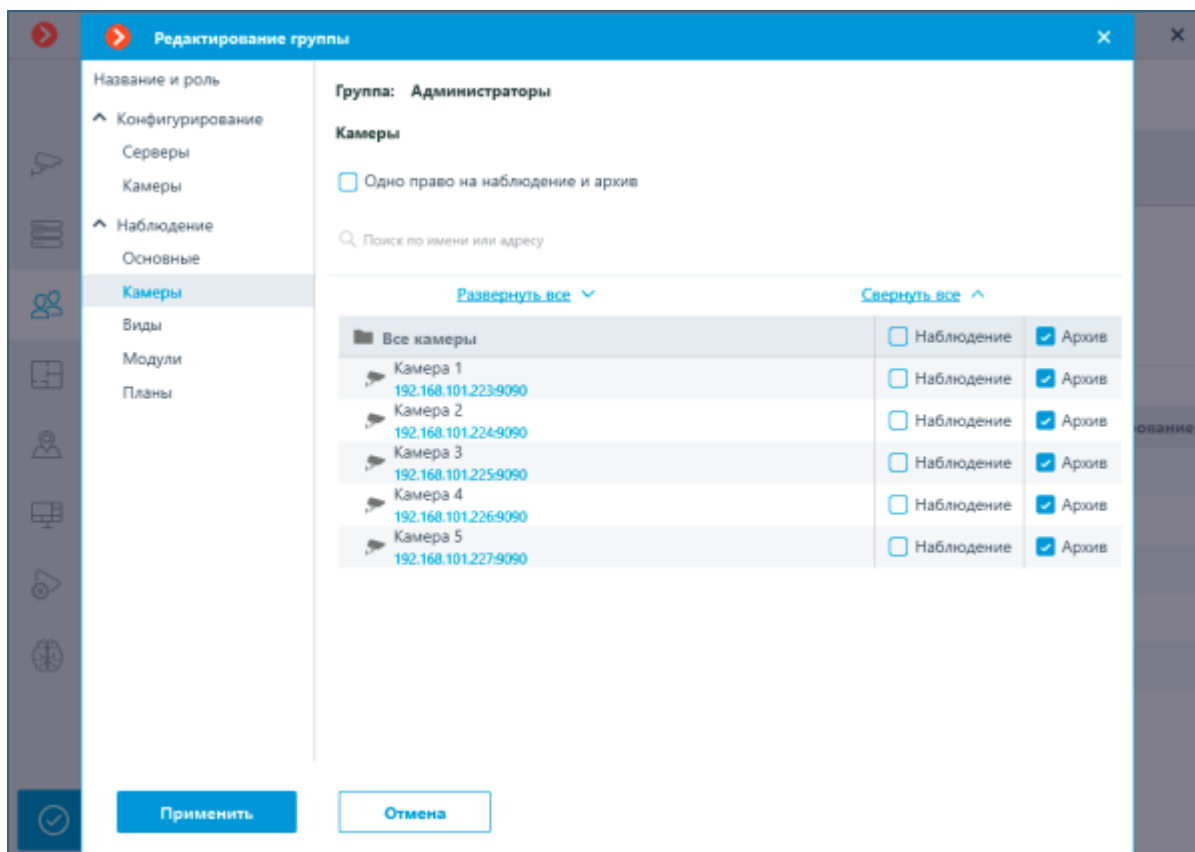 Редактирование группы
Название и роль
Конфигурирование
Серверы
Камеры
Наблюдение
Основные
Камеры
Виды
Модули
Планы
Группа: Администраторы
Камеры
Одно право на наблюдение и архив
Поиск по имени или адресу
Развернуть все Свернуть все
Все камеры Наблюдение Архив
Камера 1 Наблюдение Архив
192.168.101.223:9090
Камера 2 Наблюдение Архив
192.168.101.224:9090
Камера 3 Наблюдение Архив
192.168.101.225:9090
Камера 4 Наблюдение Архив
192.168.101.226:9090
Камера 5 Наблюдение Архив
192.168.101.227:9090
ование
Применить Отмена